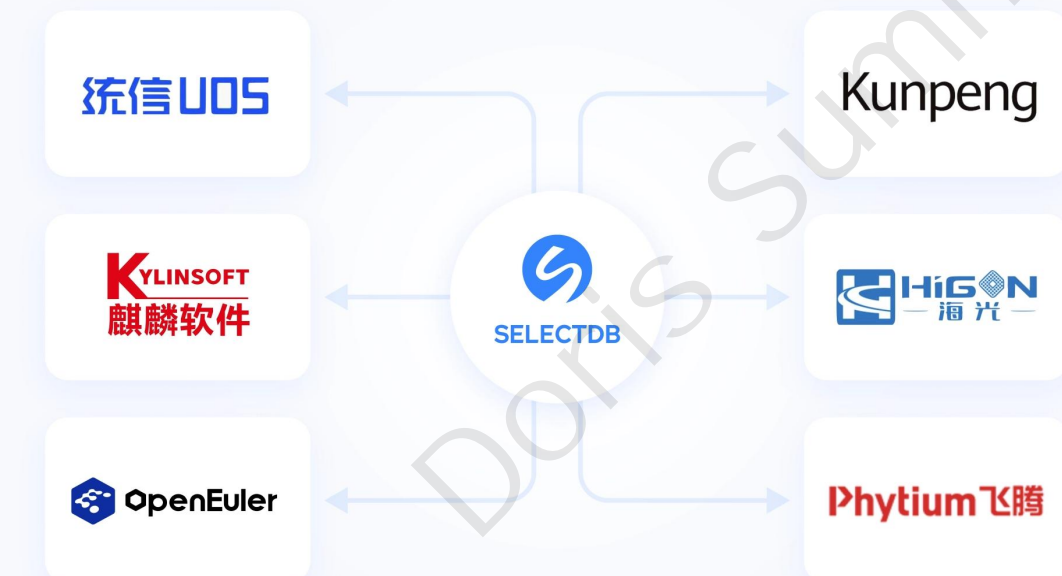 统信UOS
Kunpeng
KYLINSOFT
麒麟软件
HiGON
海光
SELECTDB
OpenEuler
Phytium飞腾
Doris Summ